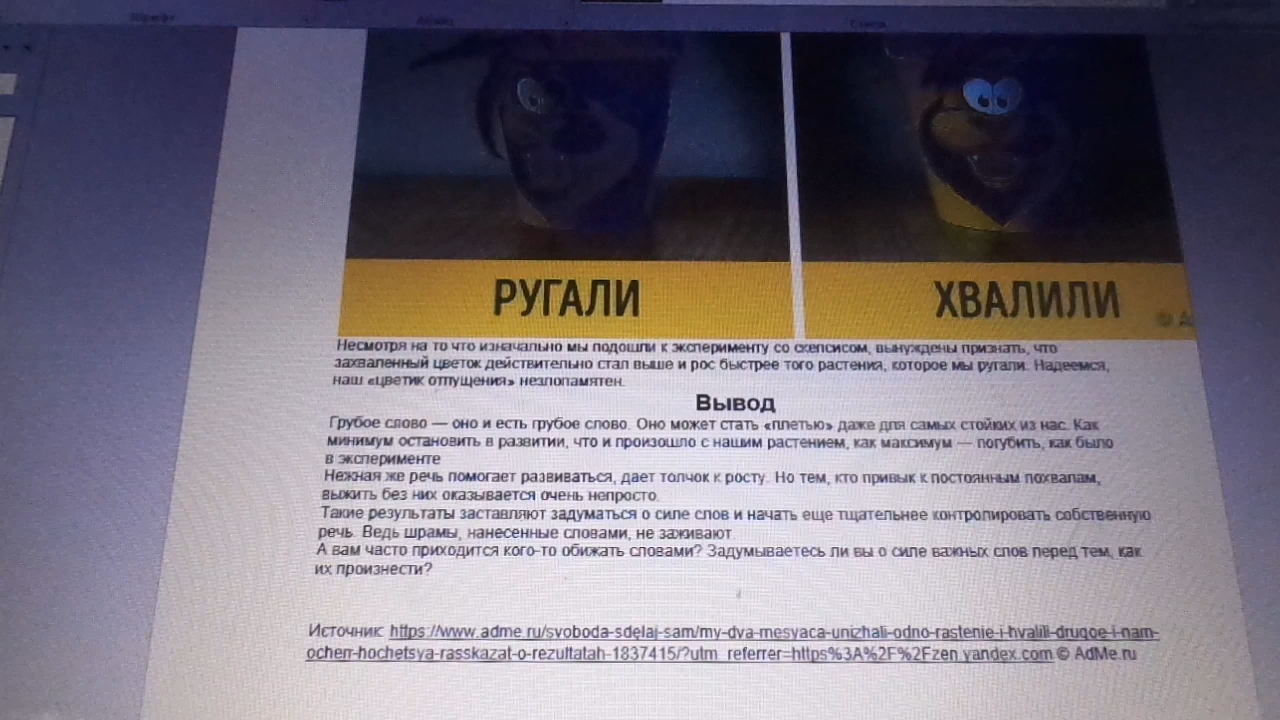 РУГАЛИ
ХВАЛИЛИ
Несмотря на то что изначально мы подошли к эксперименту со скепсисом, вынуждены признать, что
захваленный цветок действительно стал выше и рос быстрее того растения, которое мы ругали. Надеемся,
наш «цветик отпущения» незлопамятен.
Вывод
Грубое слово — оно и есть грубое слово. Оно может стать «плетью» даже для самых стойких из нас. Как
минимум остановить в развитии, что и произошло с нашим растением, как максимум — погубить, как было
в эксперименте
Нежная же речь помогает развиваться, дает толчок к росту. Но тем, кто привык к постоянным похвалам,
выжить без них оказывается очень непросто.
Такие результаты заставляют задуматься о силе слов и начать еще тщательнее контролировать собственную
речь. Ведь шрамы, нанесенные словами, не заживают.
А вам часто приходится кого-то обижать словами? Задумываетесь ли вы о силе важных слов перед тем, как
их произнести?
Источник: https://www.adme.ru/svoboda-sdelaj-sam/my-dva-mesyaca-unizhali-odno-rastenie-i-hvalili-drugoe-i-nam-
ochen-hochetsya-rasskazat-o-rezultatah-1837415/?utm_referrer=https%3A%2F%2Fzen.yandex.com © AdMe.ru